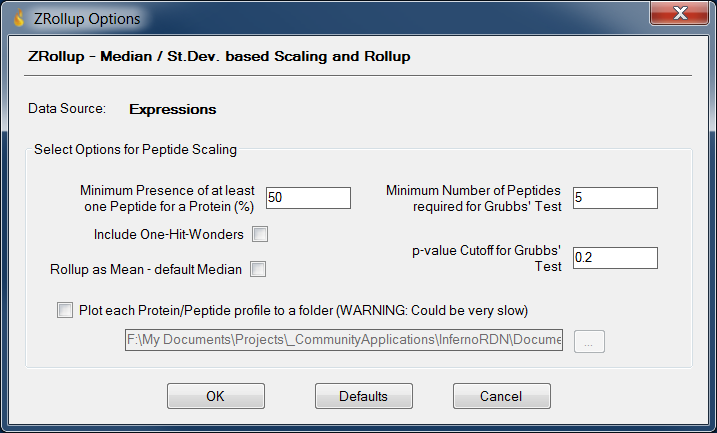 ZRollup Options
ZRollup - Median / St.Dev. based Scaling and Rollup
Data Source: Expressions
Select Options for Peptide Scaling
Minimum Presence of at least
one Peptide for a Protein (%)
50
Include One-Hit-Wonders
Rollup as Mean - default Median
Minimum Number of Peptides
required for Grubbs' Test
5
p-value Cutoff for Grubbs'
Test
0.2
Plot each Protein/Peptide profile to a folder (WARNING: Could be very slow)
F:\My Documents\Projects\_CommunityApplications\InfernoRDN\Docume
...
OK Defaults Cancel